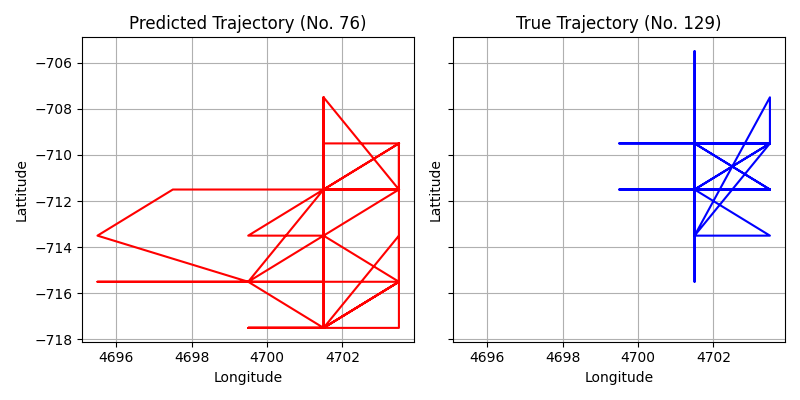 Predicted Trajectory (No. 76)
True Trajectory (No. 129)
−706
−708
−710
−712
−714
−716
−718
Lattitude
Lattitude
4696 4698 4700 4702
4696 4698 4700 4702
Longitude
Longitude